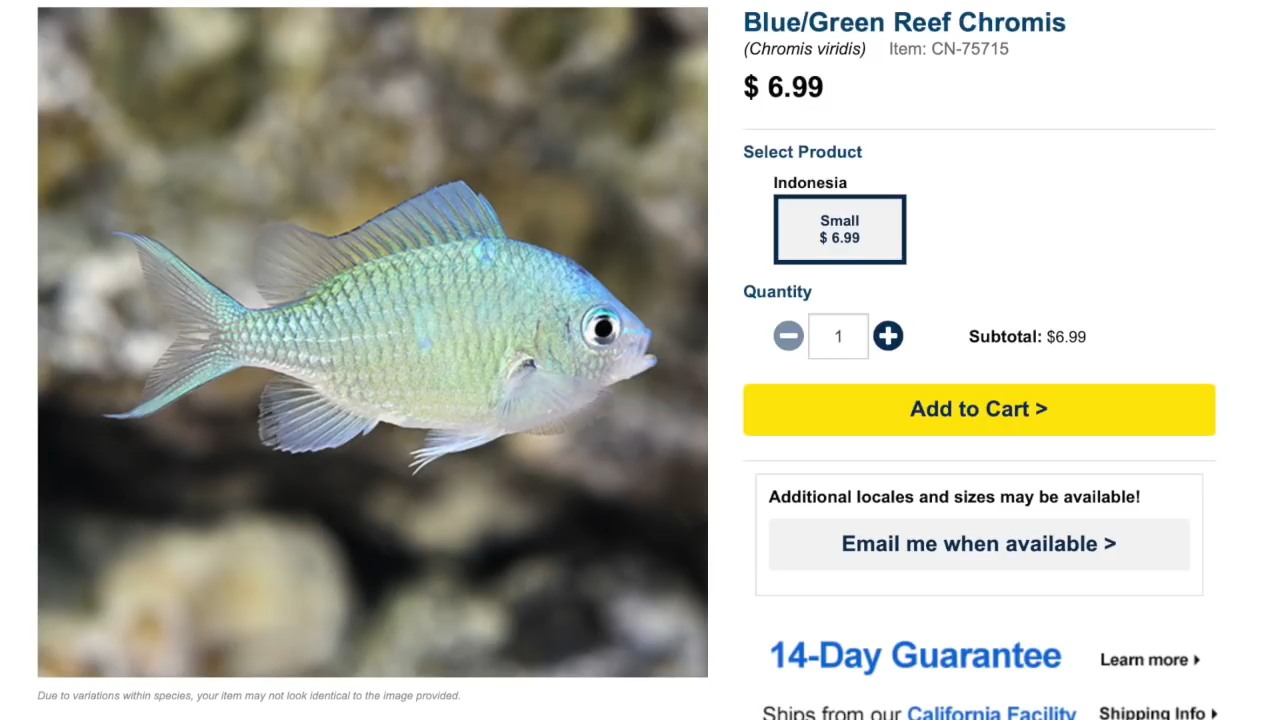 Blue/Green Reef Chromis
(Chromis viridis) Item: CN-75715
$ 6.99
Select Product
Indonesia
Small
$ 6.99
Quantity
1
Subtotal: $6.99
Add to Cart >
Additional locales and sizes may be available!
Email me when available >
14-Day Guarantee
Learn more
Ships from our California Facility
Shipping Info
Due to variations within species, your item may not look identical to the image provided.